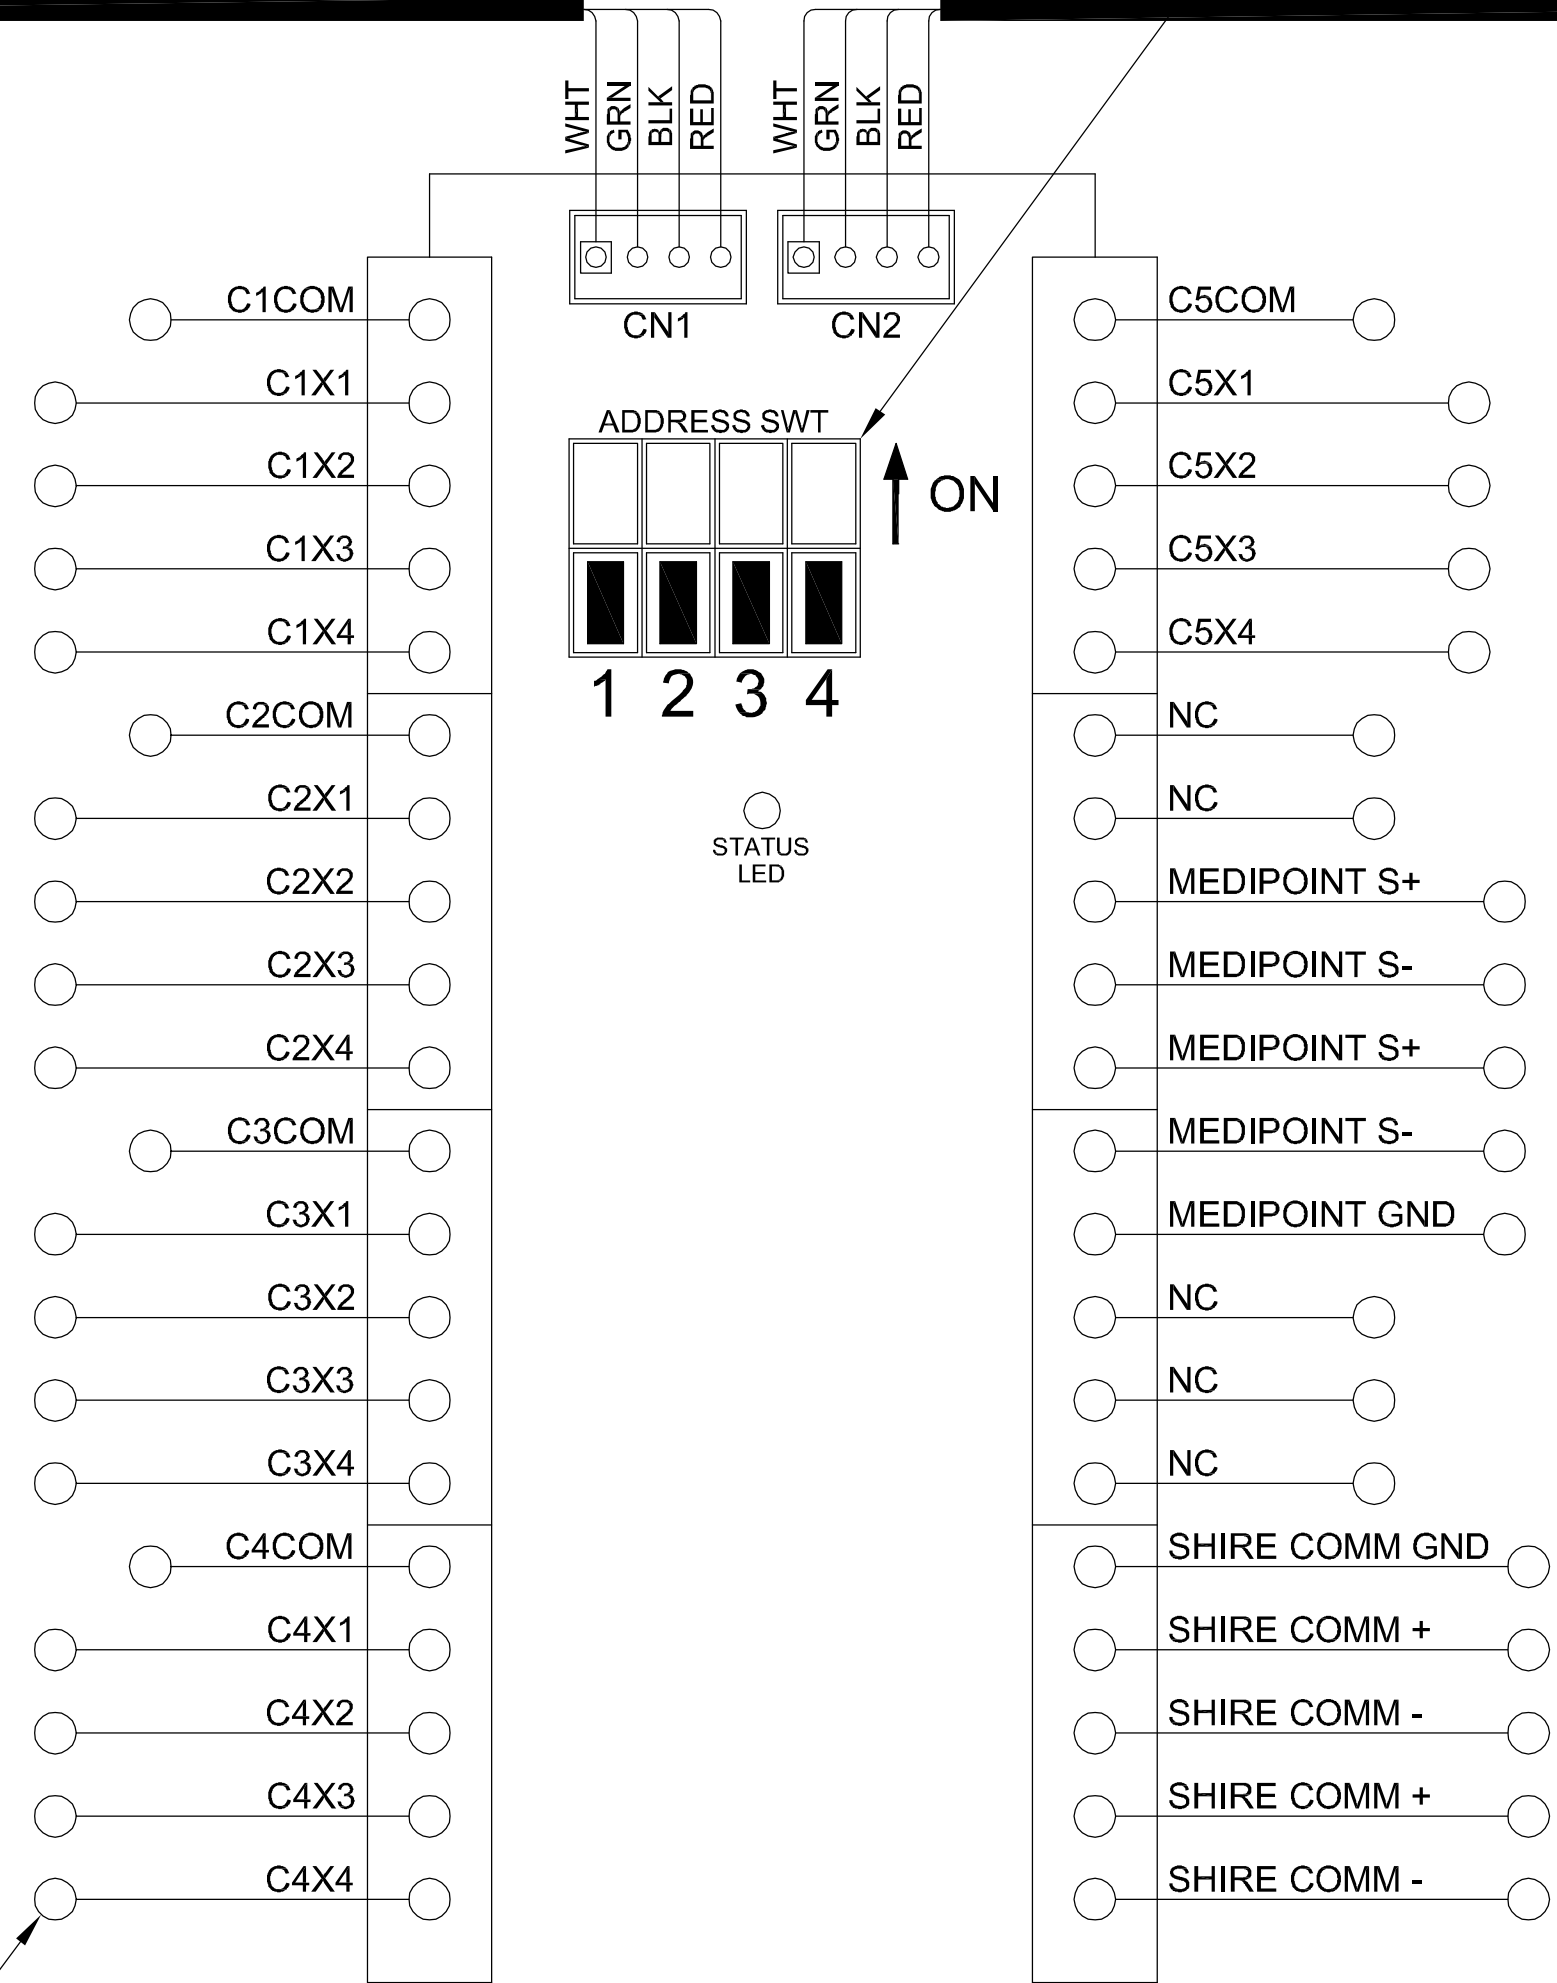 WHT
GRN
BLK
RED
WHT
GRN
BLK
RED
CN1
CN2
ADDRESS SWT
ON
1 2 3 4
STATUS
LED
C1COM
C1X1
C1X2
C1X3
C1X4
C2COM
C2X1
C2X2
C2X3
C2X4
C3COM
C3X1
C3X2
C3X3
C3X4
C4COM
C4X1
C4X2
C4X3
C4X4
C5COM
C5X1
C5X2
C5X3
C5X4
NC
NC
MEDIPOINT S+
MEDIPOINT S-
MEDIPOINT S+
MEDIPOINT S-
MEDIPOINT GND
NC
NC
NC
SHIRE COMM GND
SHIRE COMM +
SHIRE COMM -
SHIRE COMM +
SHIRE COMM -